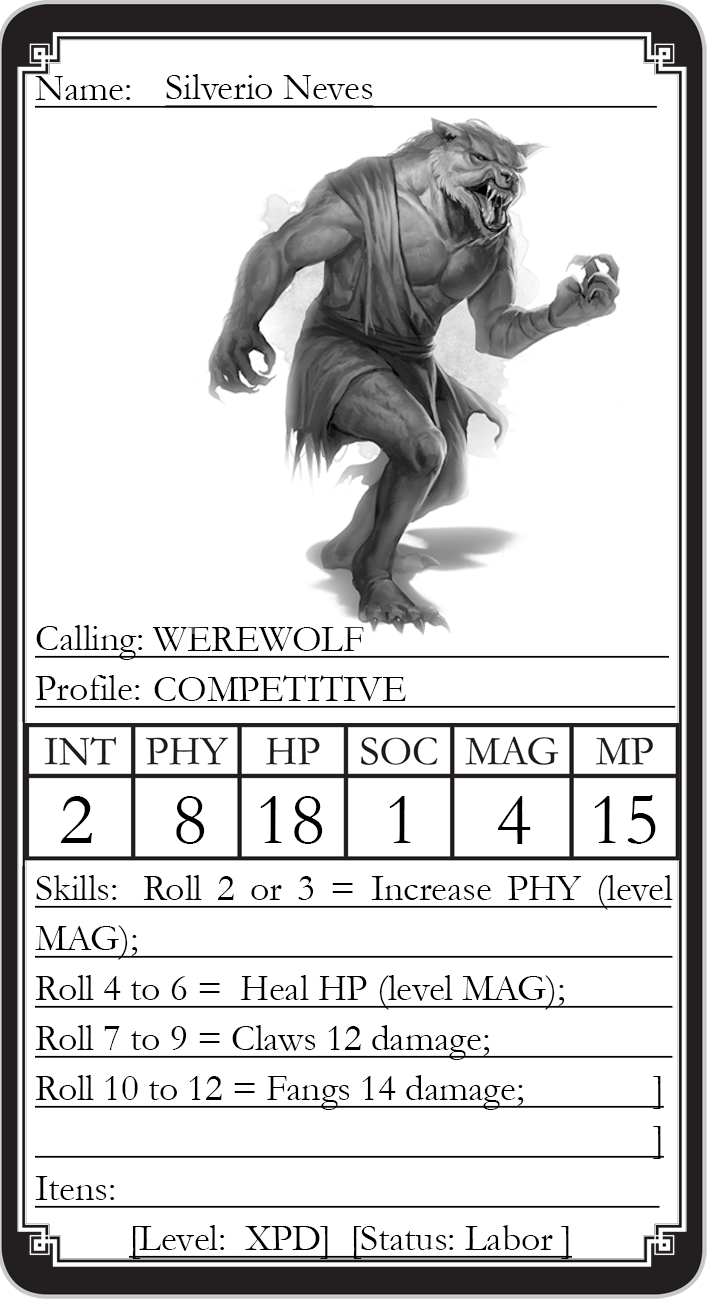 Name: Silverio Neves
Calling: WEREWOLF
Profile: COMPETITIVE
INT PHY HP SOC MAG MP
2 8 18 1 4 15
Skills: Roll 2 or 3 = Increase PHY (level
MAG);
Roll 4 to 6 = Heal HP (level MAG);
Roll 7 to 9 = Claws 12 damage;
Roll 10 to 12 = Fangs 14 damage; ]
]
Itens:
[Level: XPD] [Status: Labor ]